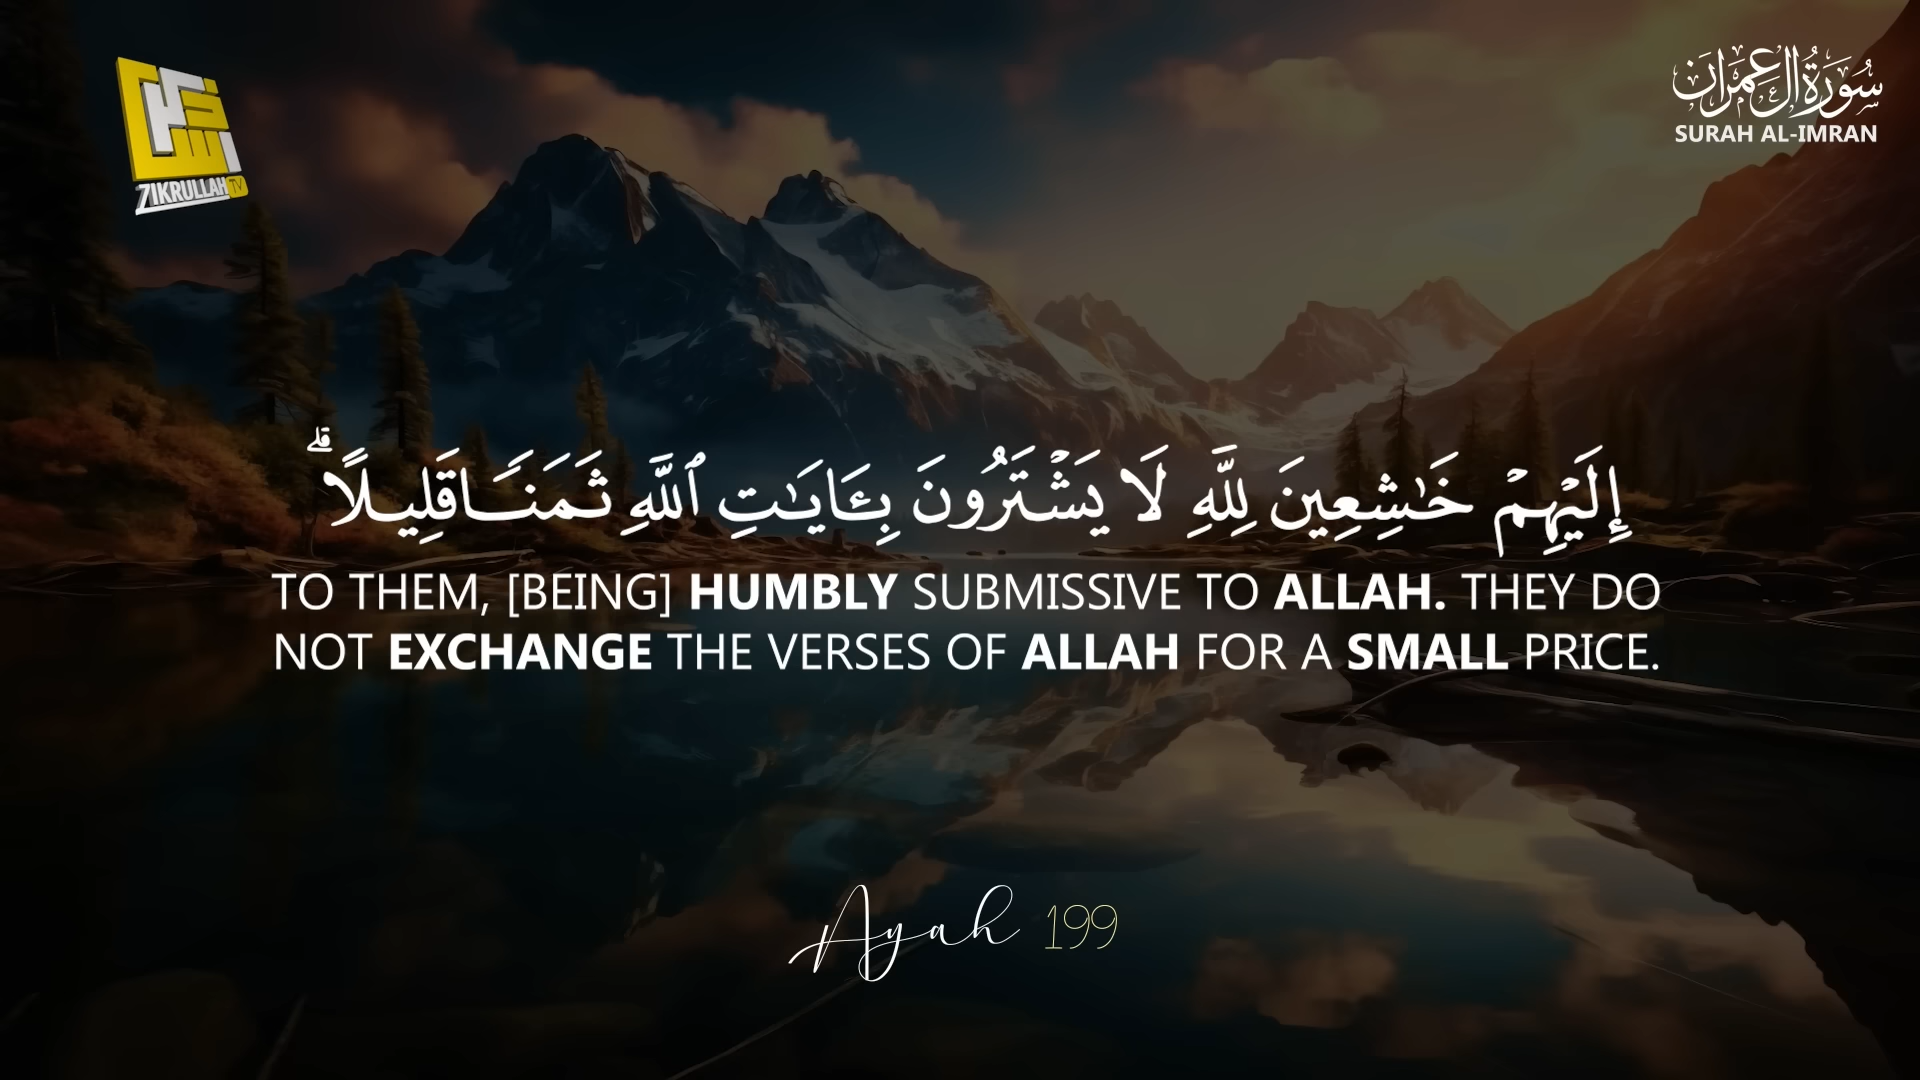 ZIKRULLAH TV
سُورَةُ آلِ عِمْرَان
SURAH AL-IMRAN
إِلَيْهِمْ خَٰشِعِينَ لِلَّهِ لَا يَشْتَرُونَ بِـَٔايَٰتِ ٱللَّهِ ثَمَنًا قَلِيلًا ۗ
TO THEM, [BEING] HUMBLY SUBMISSIVE TO ALLAH. THEY DO
NOT EXCHANGE THE VERSES OF ALLAH FOR A SMALL PRICE.
Ayah 199